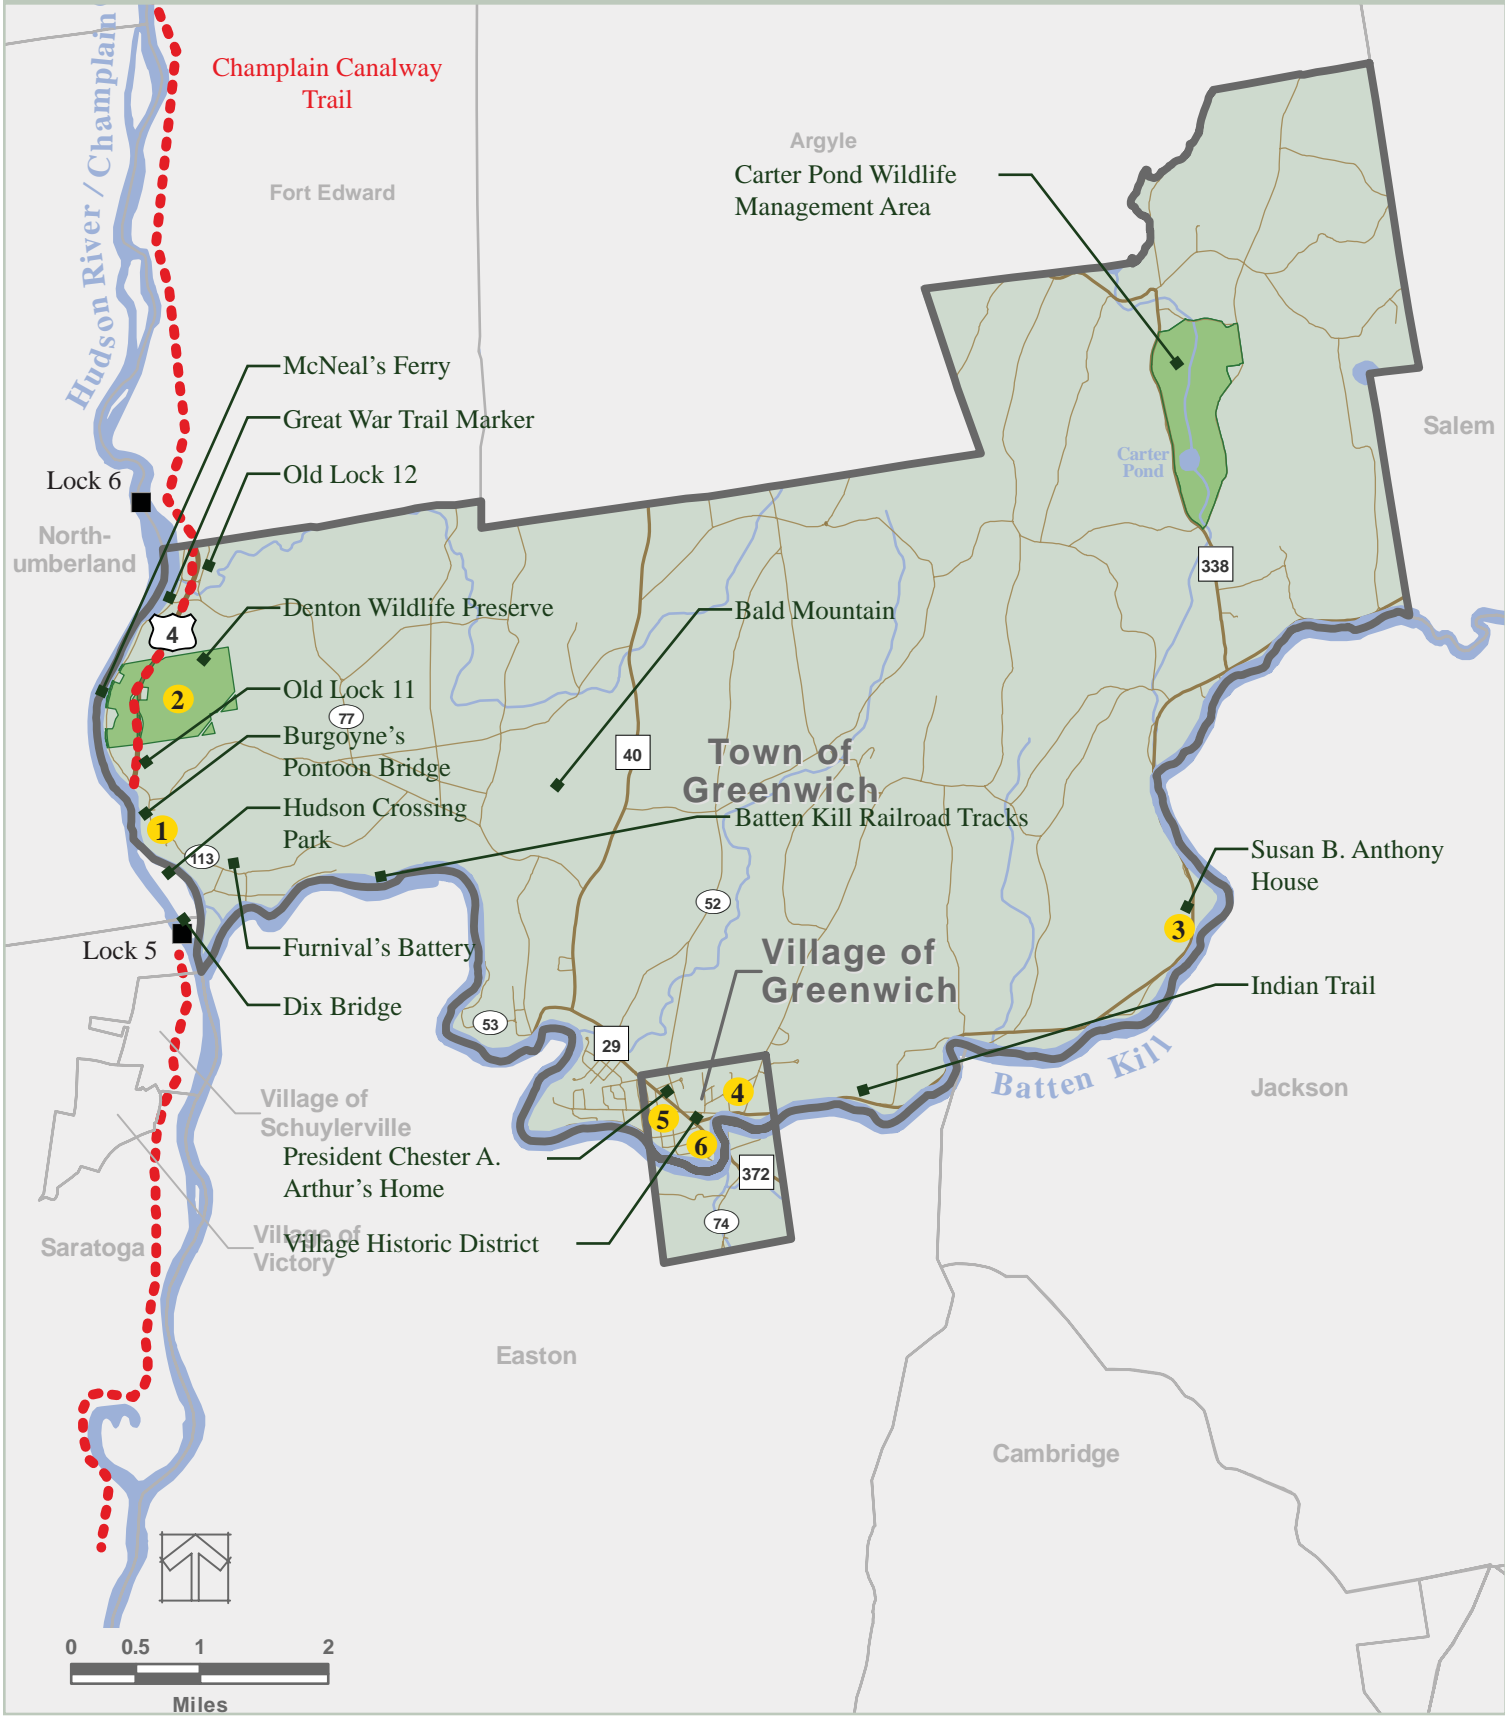 Champlain Canalway
Trail
Hudson River / Champlain
Fort Edward
Argyle
Carter Pond Wildlife
Management Area
McNeal's Ferry
Great War Trail Marker
Old Lock 12
Lock 6
North-
umberland
Salem
Carter
Pond
338
Denton Wildlife Preserve
Bald Mountain
4
2
Old Lock 11
77
Burgoyne's
Pontoon Bridge
40
Town of
Greenwich
Hudson Crossing
Park
Batten Kill Railroad Tracks
1
113
Susan B. Anthony
House
52
3
Lock 5
Furnival's Battery
Village of
Greenwich
Dix Bridge
Indian Trail
53
29
Batten Kill
Jackson
Village of
Schuylerville
4
5
6
President Chester A.
Arthur's Home
372
74
Saratoga
Village of
Victory
Village Historic District
Easton
Cambridge
0 0.5 1 2
Miles